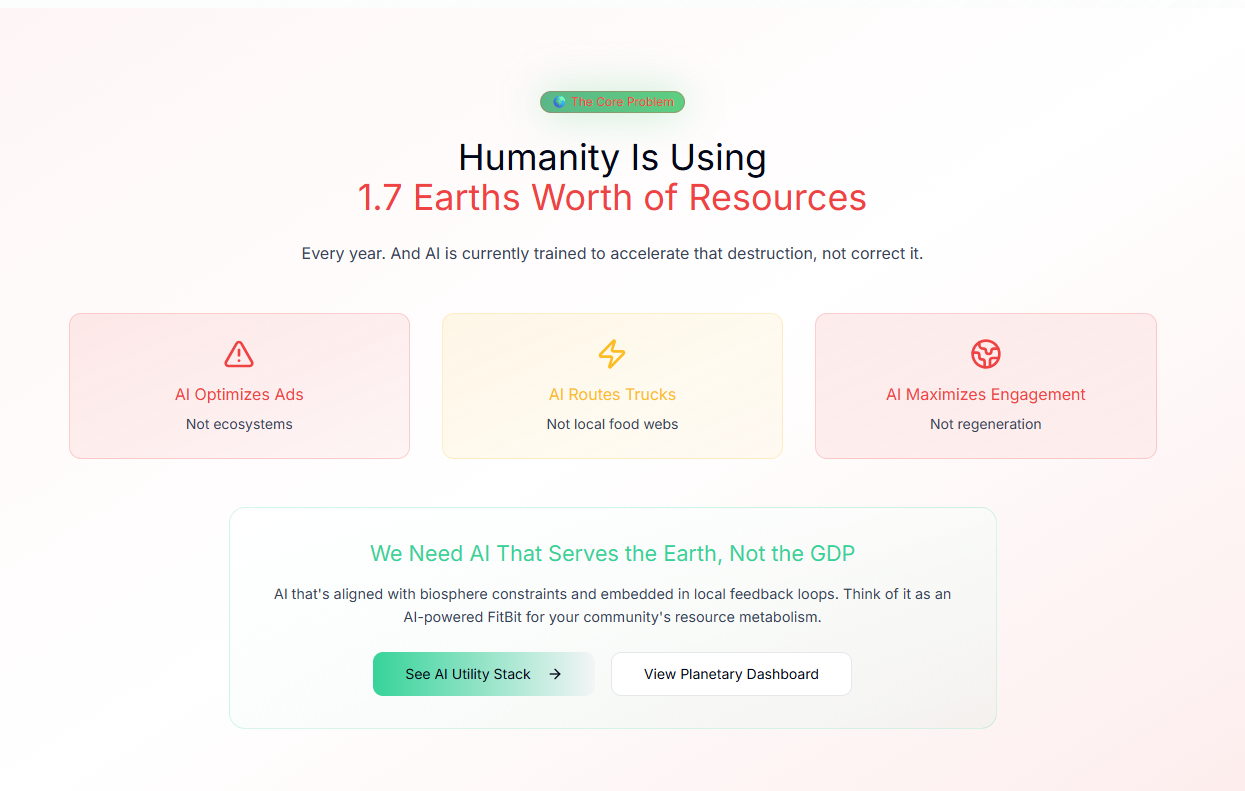 The Core Problem
Humanity Is Using
1.7 Earths Worth of Resources
Every year. And AI is currently trained to accelerate that destruction, not correct it.
AI Optimizes Ads
Not ecosystems
AI Routes Trucks
Not local food webs
AI Maximizes Engagement
Not regeneration
We Need AI That Serves the Earth, Not the GDP
AI that's aligned with biosphere constraints and embedded in local feedback loops. Think of it as an
AI-powered FitBit for your community's resource metabolism.
See AI Utility Stack →
View Planetary Dashboard